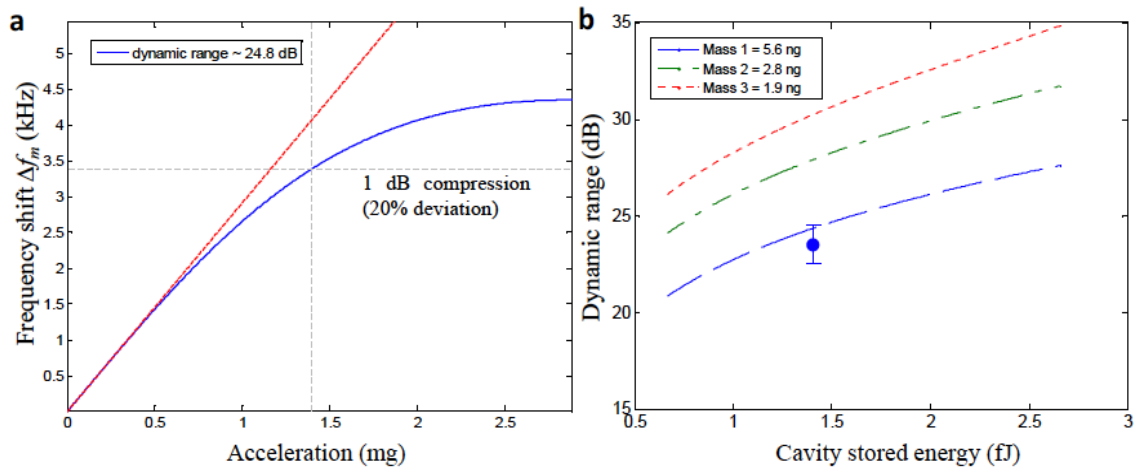 a
dynamic range ~ 24.8 dB
Frequency shift Δfm (kHz)
5
4.5
4
3.5
3
2.5
2
1.5
1
0.5
1 dB compression
(20% deviation)
0
0.5
1
1.5
2
2.5
Acceleration (mg)
b
Mass 1 = 5.6 ng
Mass 2 = 2.8 ng
Mass 3 = 1.9 ng
Dynamic range (dB)
35
30
25
20
15
0.5
1
1.5
2
2.5
3
Cavity stored energy (fJ)